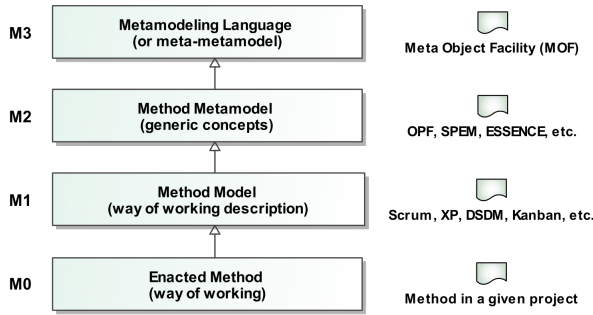 M3
Metamodeling Language
(or meta-metamodel)
Meta Object Facility (MOF)
M2
Method Metamodel
(generic concepts)
OPF, SPEM, ESSENCE, etc.
M1
Method Model
(way of working description)
Scrum, XP, DSDM, Kanban, etc.
M0
Enacted Method
(way of working)
Method in a given project